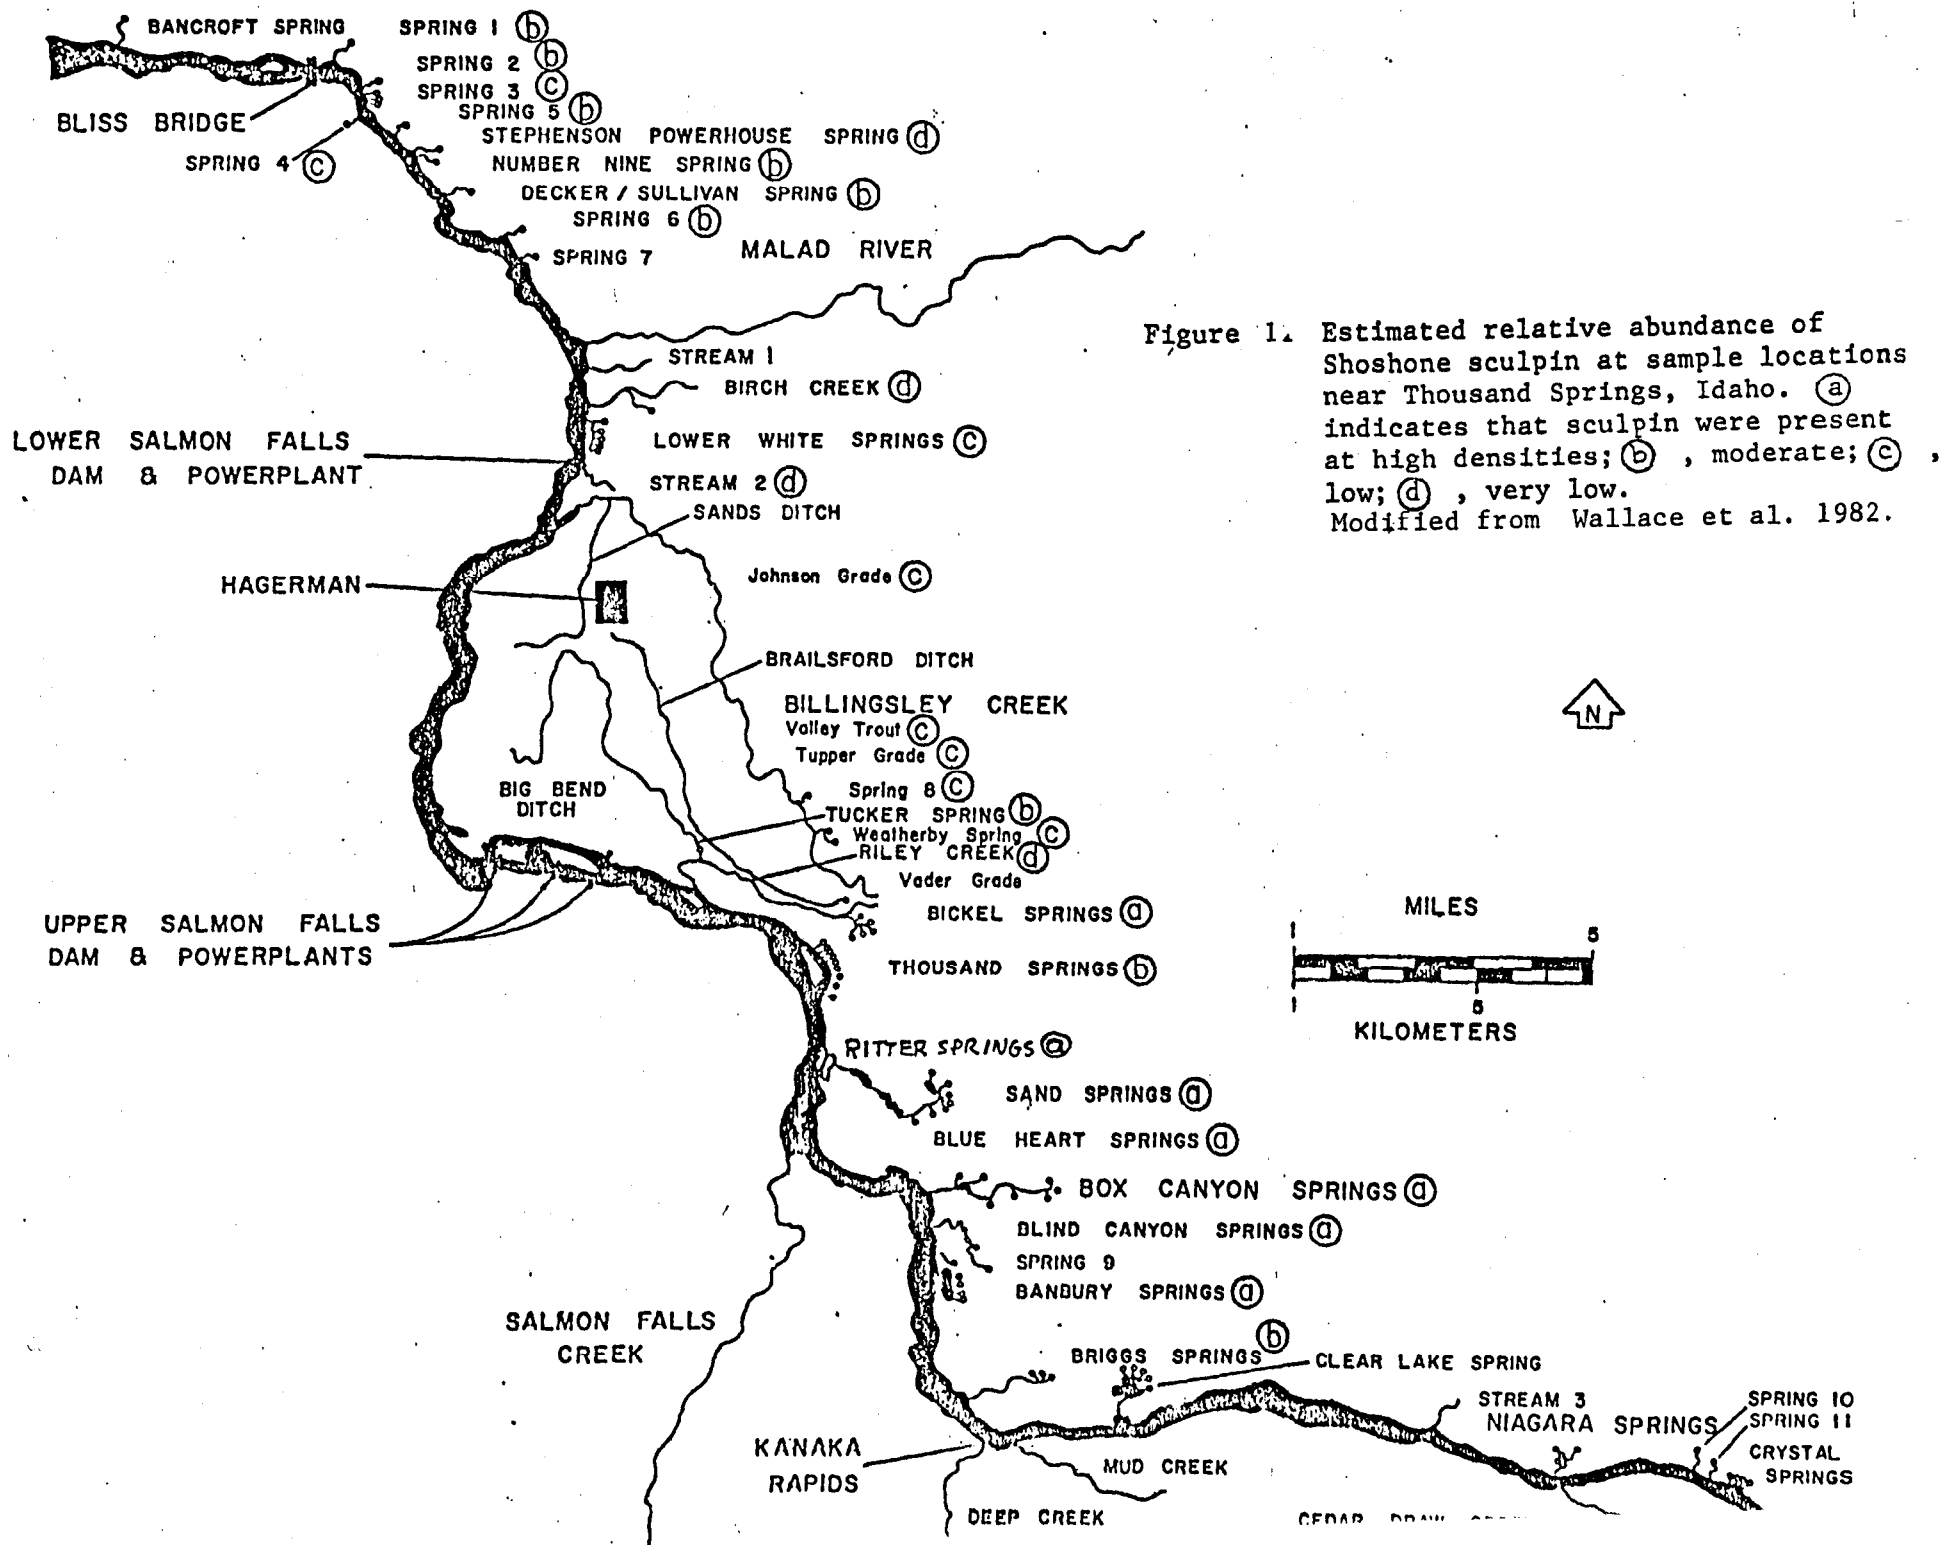 BANCROFT SPRING
SPRING 1 ⓑ
SPRING 2 ⓑ
SPRING 3 ⓒ
BLISS BRIDGE
SPRING 5 ⓑ
STEPHENSON POWERHOUSE SPRING ⓓ
SPRING 4 ⓒ
NUMBER NINE SPRING ⓑ
DECKER / SULLIVAN SPRING ⓑ
SPRING 6 ⓑ
MALAD RIVER
SPRING 7
Figure 1. Estimated relative abundance of
Shoshone sculpin at sample locations
near Thousand Springs, Idaho. ⓐ
indicates that sculpin were present
at high densities; ⓑ , moderate; ⓒ ,
low; ⓓ , very low.
Modified from Wallace et al. 1982.
STREAM 1
BIRCH CREEK ⓓ
LOWER SALMON FALLS
DAM & POWERPLANT
LOWER WHITE SPRINGS ⓒ
STREAM 2 ⓓ
SANDS DITCH
HAGERMAN
Johnson Grade ⓒ
BRAILSFORD DITCH
BILLINGSLEY CREEK
Valley Trout ⓒ
Tupper Grade ⓒ
N
BIG BEND
DITCH
Spring 8 ⓒ
TUCKER SPRING ⓑ
Weatherby Spring ⓒ
RILEY CREEK ⓓ
Vader Grade
UPPER SALMON FALLS
DAM & POWERPLANTS
BICKEL SPRINGS ⓐ
THOUSAND SPRINGS ⓑ
MILES
1 5
1 5
KILOMETERS
RITTER SPRINGS ⓐ
SAND SPRINGS ⓐ
BLUE HEART SPRINGS ⓐ
BOX CANYON SPRINGS ⓐ
BLIND CANYON SPRINGS ⓐ
SPRING 9
BANBURY SPRINGS ⓐ
SALMON FALLS
CREEK
BRIGGS SPRINGS ⓑ
CLEAR LAKE SPRING
STREAM 3
NIAGARA SPRINGS
SPRING 10
SPRING 11
CRYSTAL
SPRINGS
KANAKA
RAPIDS
MUD CREEK
DEEP CREEK
CEDAR DRAW